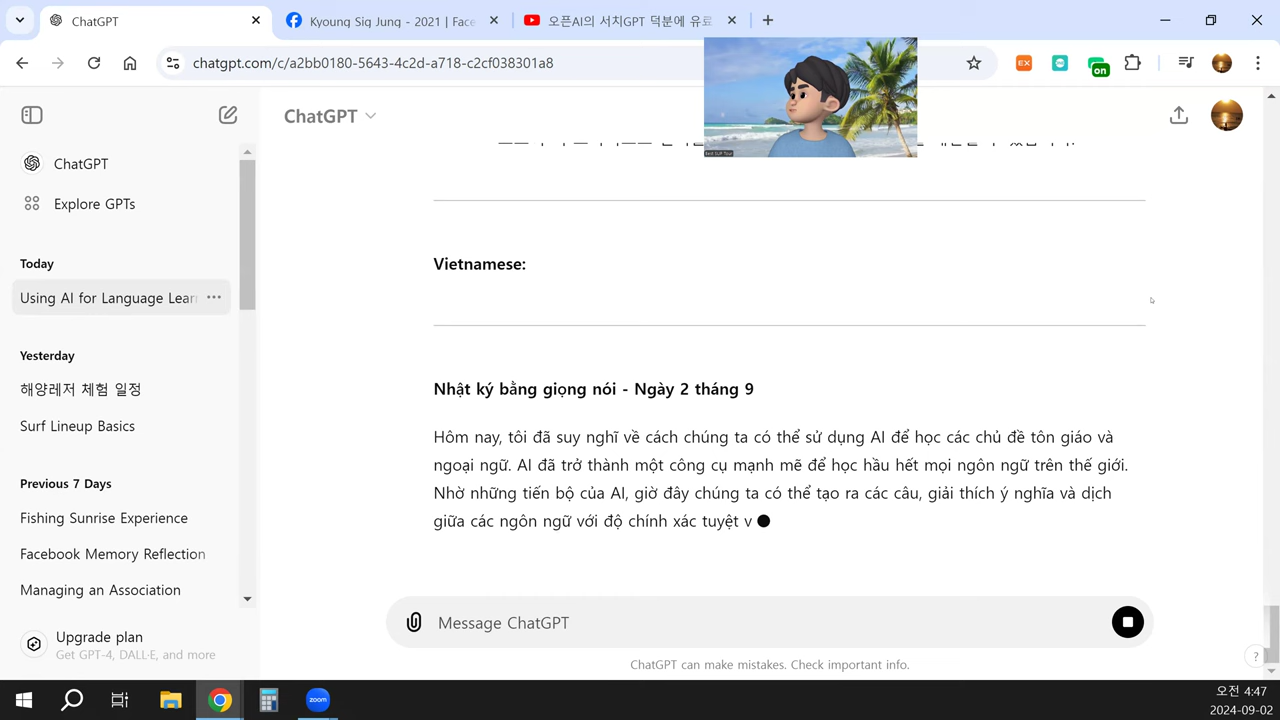 ChatGPT
Kyoung Sig Jung - 2021 | Face
오픈AI의 서치GPT 덕분에 유료
chatgpt.com/c/a2bb0180-5643-4c2d-a718-c2cf038301a8
EX
on
ChatGPT
ChatGPT
Explore GPTs
Today
Using AI for Language Learn
Yesterday
해양레저 체험 일정
Surf Lineup Basics
Previous 7 Days
Fishing Sunrise Experience
Facebook Memory Reflection
Managing an Association
Upgrade plan
Get GPT-4, DALL·E, and more
Vietnamese:
Nhật ký bằng giọng nói - Ngày 2 tháng 9
Hôm nay, tôi đã suy nghĩ về cách chúng ta có thể sử dụng AI để học các chủ đề tôn giáo và
ngoại ngữ. AI đã trở thành một công cụ mạnh mẽ để học hầu hết mọi ngôn ngữ trên thế giới.
Nhờ những tiến bộ của AI, giờ đây chúng ta có thể tạo ra các câu, giải thích ý nghĩa và dịch
giữa các ngôn ngữ với độ chính xác tuyệt v
Message ChatGPT
ChatGPT can make mistakes. Check important info.
?
zoom
오전 4:47
2024-09-02